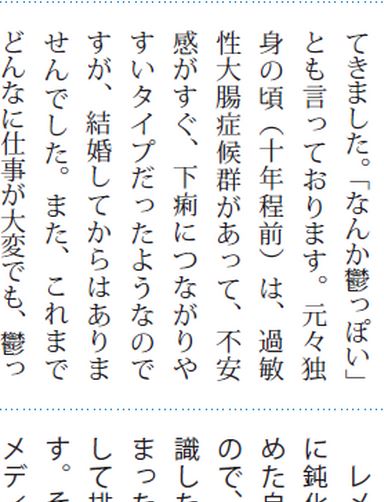 てきました。「なんか鬱っぽい」
とも言っております。元々独
身の頃（十年程前）は、過敏
性大腸症候群があって、不安
感がすぐ、下痢につながりや
すいタイプだったようなので
すが、結婚してからはありま
せんでした。また、これまで
どんなに仕事が大変でも、鬱っ
レメ
に鈍化
めた自
ので、
識した
まった
して排
す。そ
メディ